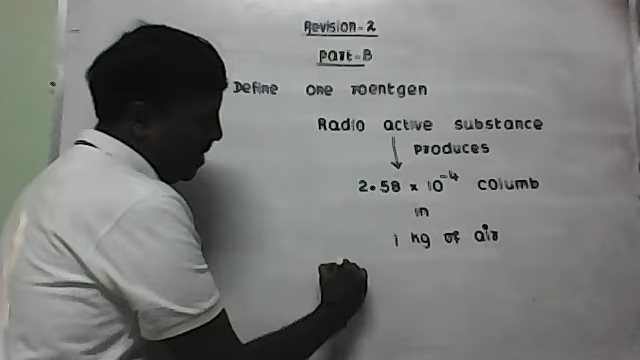 Revision-2
Part-B
Define one roentgen
Radio active substance
produces
2.58 x 10⁻⁴ columb
in
1 kg of air